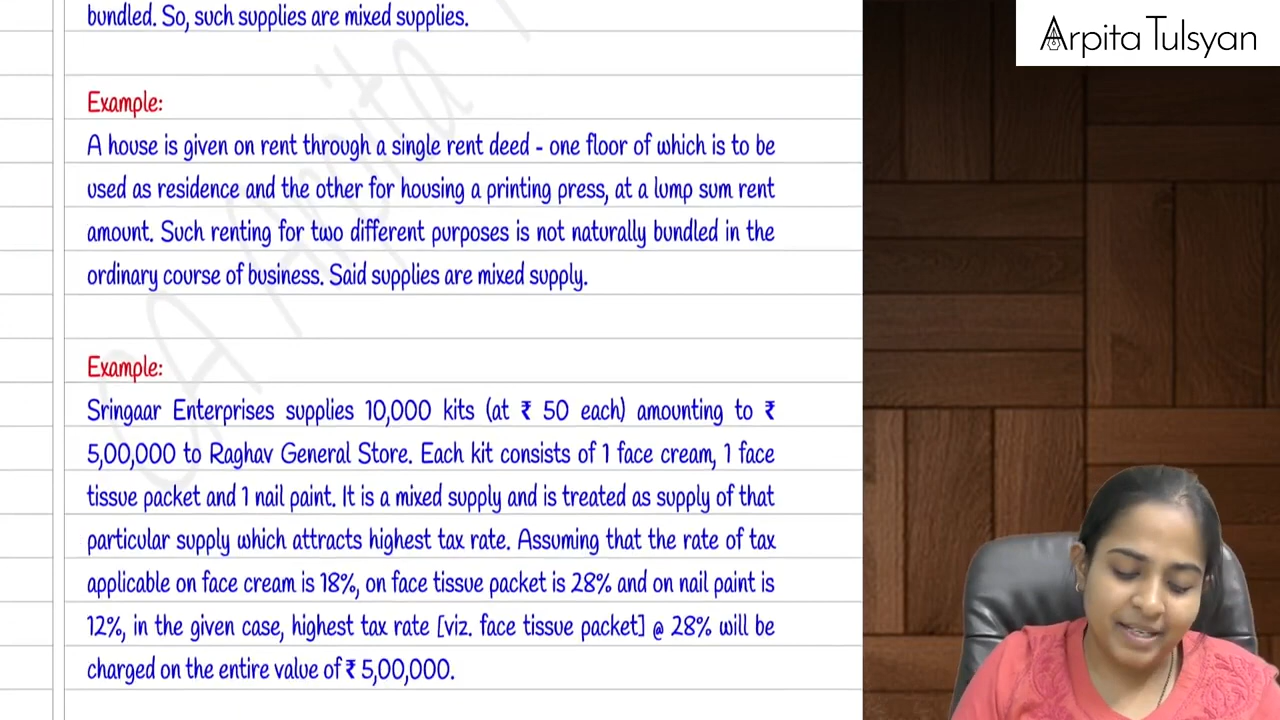 bundled. So, such supplies are mixed supplies.
Arpita Tulsyan
Example:
A house is given on rent through a single rent deed - one floor of which is to be
used as residence and the other for housing a printing press, at a lump sum rent
amount. Such renting for two different purposes is not naturally bundled in the
ordinary course of business. Said supplies are mixed supply.
Example:
Sringaar Enterprises supplies 10,000 kits (at ₹ 50 each) amounting to ₹
5,00,000 to Raghav General Store. Each kit consists of 1 face cream, 1 face
tissue packet and 1 nail paint. It is a mixed supply and is treated as supply of that
particular supply which attracts highest tax rate. Assuming that the rate of tax
applicable on face cream is 18%, on face tissue packet is 28% and on nail paint is
12%, in the given case, highest tax rate [viz. face tissue packet] @ 28% will be
charged on the entire value of ₹ 5,00,000.
CA Arpita T